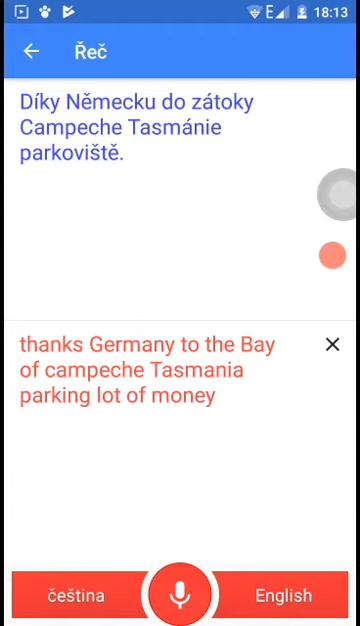 18:13
Řeč
Díky Německu do zátoky
Campeche Tasmánie
parkoviště.
thanks Germany to the Bay
of campeche Tasmania
parking lot of money
čeština
English